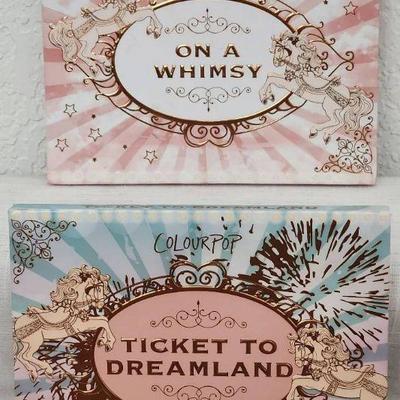 ON A
WHIMSY
COLOURPOP
TICKET TO
DREAMLAND